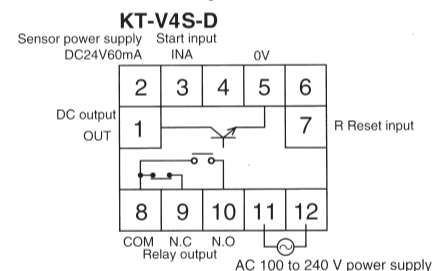 KT-V4S-D
Sensor power supply Start input
DC24V60mA INA 0V
2 3 4 5 6
DC output
OUT
1 7 R Reset input
8 9 10 11 12
COM N.C N.O
Relay output
AC 100 to 240 V power supply